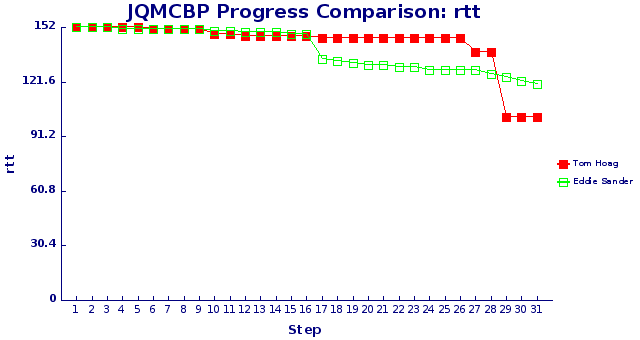 JQMCBP Progress Comparison: rtt
152
121.6
91.2
60.8
30.4
0
rtt
1 2 3 4 5 6 7 8 9 10 11 12 13 14 15 16 17 18 19 20 21 22 23 24 25 26 27 28 29 30 31
Step
Tom Hoag
Eddie Sander